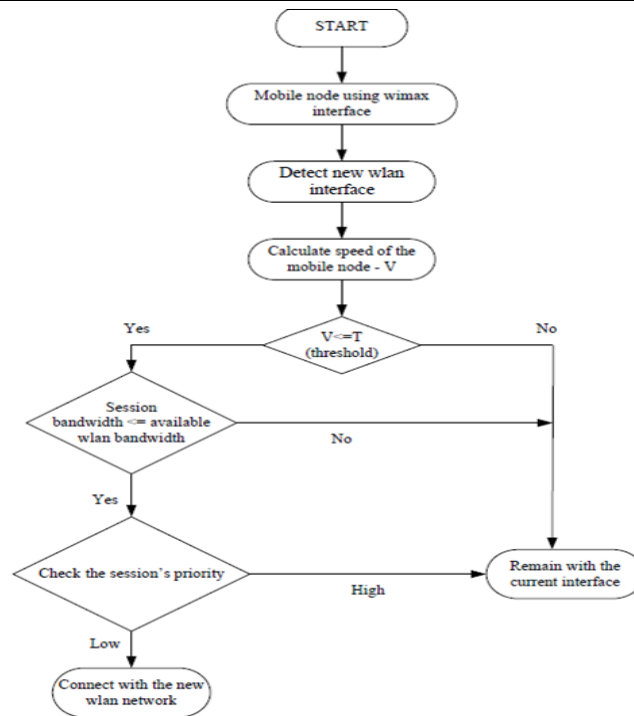 START
Mobile node using wimax
interface
Detect new wlan
interface
Calculate speed of the
mobile node - V
Yes
No
V<=T
(threshold)
Session
bandwidth <= available
wlan bandwidth
No
Yes
Check the session's priority
High
Remain with the
current interface
Low
Connect with the new
wlan network